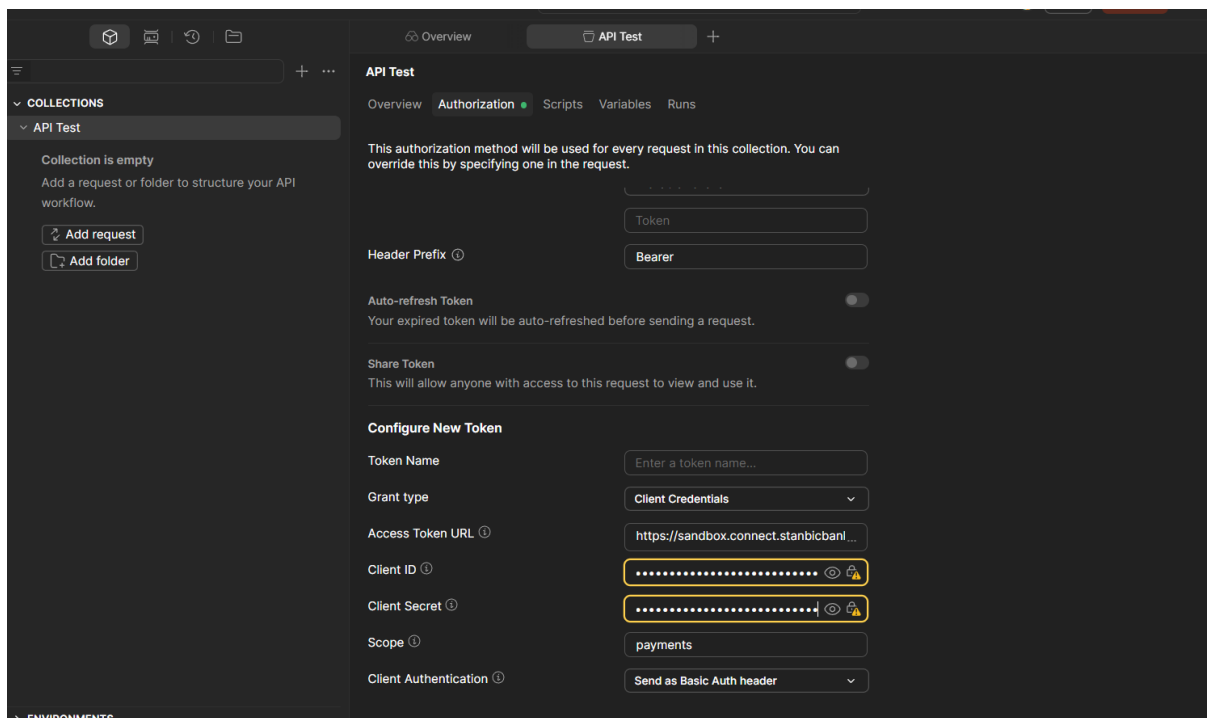 Overview
API Test
API Test
COLLECTIONS
API Test
Collection is empty
Add a request or folder to structure your API
workflow.
Add request
Add folder
Overview Authorization Scripts Variables Runs
This authorization method will be used for every request in this collection. You can
override this by specifying one in the request.
Token
Header Prefix
Bearer
Auto-refresh Token
Your expired token will be auto-refreshed before sending a request.
Share Token
This will allow anyone with access to this request to view and use it.
Configure New Token
Token Name
Enter a token name...
Grant type
Client Credentials
Access Token URL
https://sandbox.connect.stanbicbanl...
Client ID
Client Secret
Scope
payments
Client Authentication
Send as Basic Auth header
ENVIRONMENTS